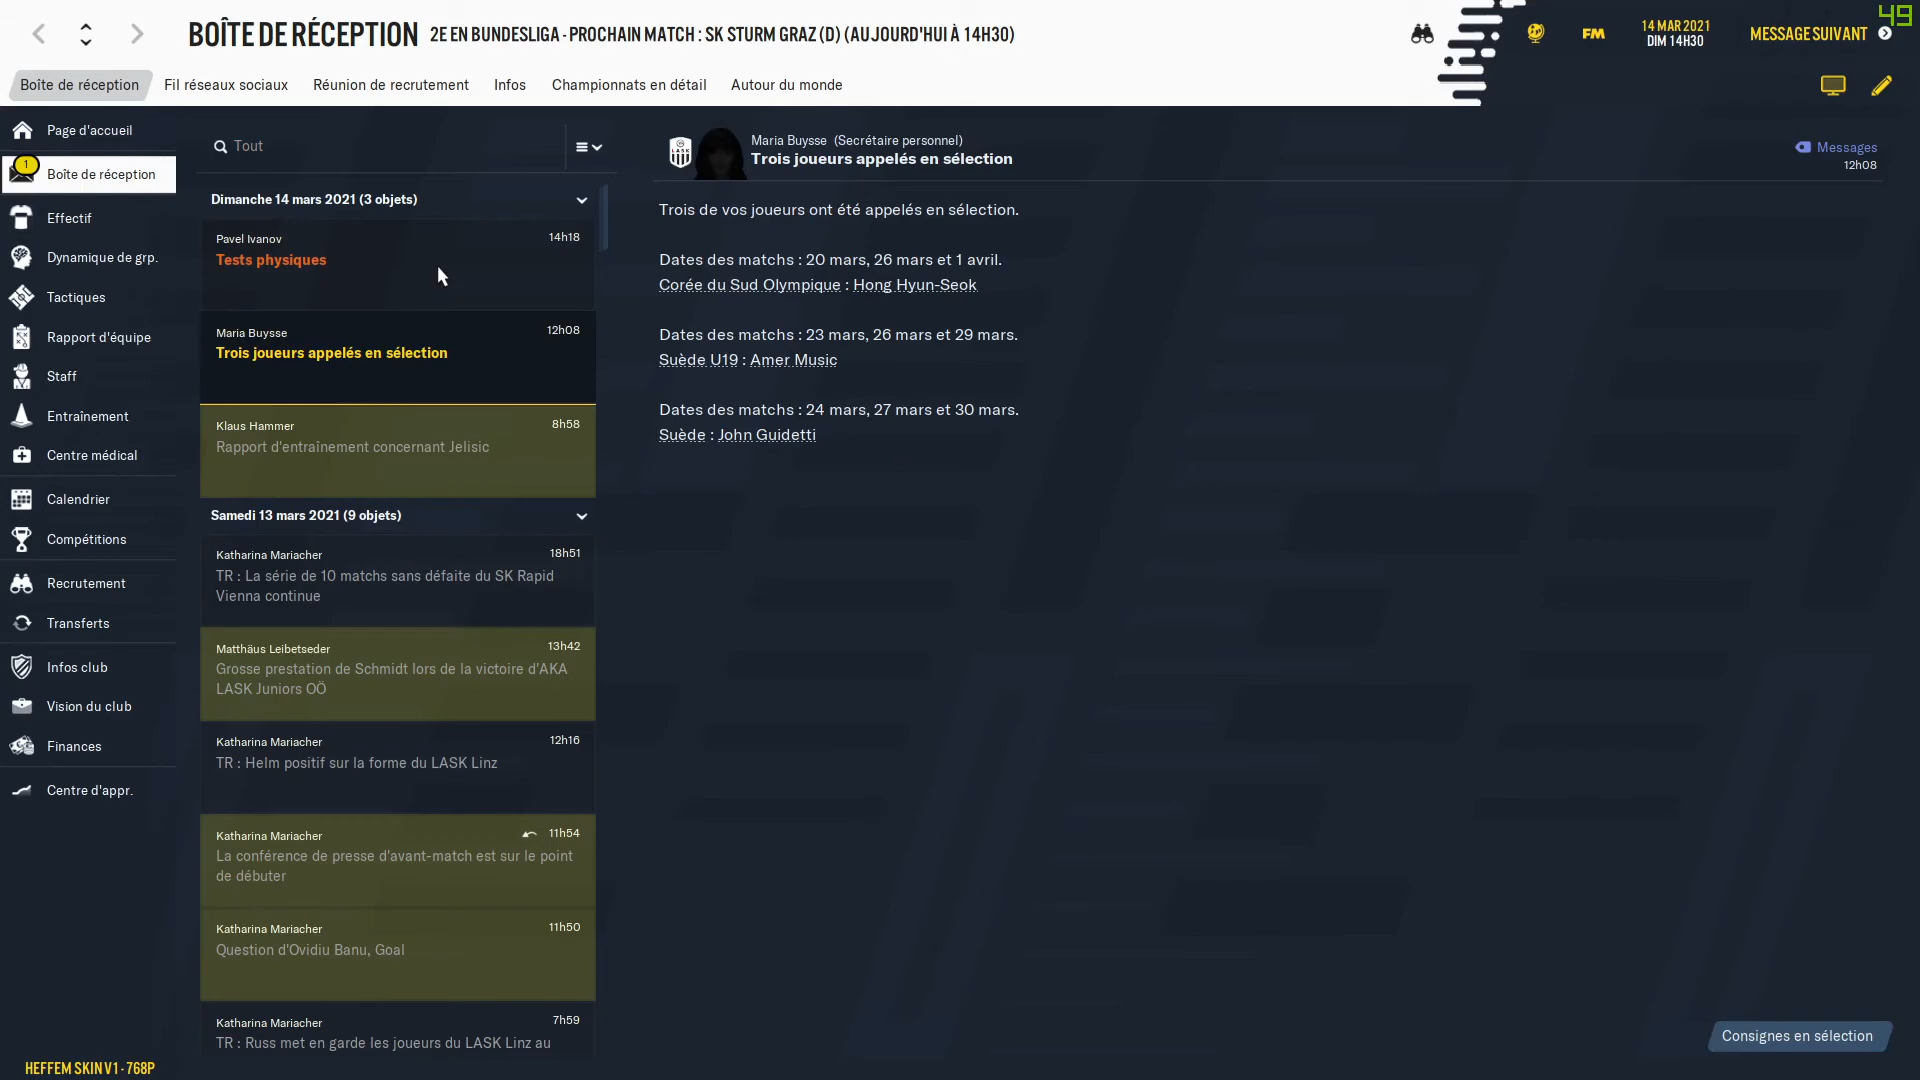 BOÎTE DE RÉCEPTION
2E EN BUNDESLIGA - PROCHAIN MATCH : SK STURM GRAZ (D) (AUJOURD'HUI À 14H30)
FM
14 MAR 2021
DIM 14H30
MESSAGE SUIVANT
49
Boîte de réception
Fil réseaux sociaux
Réunion de recrutement
Infos
Championnats en détail
Autour du monde
Page d'accueil
1
Boîte de réception
Effectif
Dynamique de grp.
Tactiques
Rapport d'équipe
Staff
Entraînement
Centre médical
Calendrier
Compétitions
Recrutement
Transferts
Infos club
Vision du club
Finances
Centre d'appr.
HEFFEM SKIN V1 - 768P
Tout
Dimanche 14 mars 2021 (3 objets)
Pavel Ivanov 14h18
Tests physiques
Maria Buysse 12h08
Trois joueurs appelés en sélection
Klaus Hammer 8h58
Rapport d'entraînement concernant Jelisic
Samedi 13 mars 2021 (9 objets)
Katharina Mariacher 18h51
TR : La série de 10 matchs sans défaite du SK Rapid
Vienna continue
Matthäus Leibetseder 13h42
Grosse prestation de Schmidt lors de la victoire d'AKA
LASK Juniors OÖ
Katharina Mariacher 12h16
TR : Helm positif sur la forme du LASK Linz
Katharina Mariacher 11h54
La conférence de presse d'avant-match est sur le point
de débuter
Katharina Mariacher 11h50
Question d'Ovidiu Banu, Goal
Katharina Mariacher 7h59
TR : Russ met en garde les joueurs du LASK Linz au
LASK
Maria Buysse (Secrétaire personnel)
Trois joueurs appelés en sélection
Messages
12h08
Trois de vos joueurs ont été appelés en sélection.
Dates des matchs : 20 mars, 26 mars et 1 avril.
Corée du Sud Olympique : Hong Hyun-Seok
Dates des matchs : 23 mars, 26 mars et 29 mars.
Suède U19 : Amer Music
Dates des matchs : 24 mars, 27 mars et 30 mars.
Suède : John Guidetti
Consignes en sélection